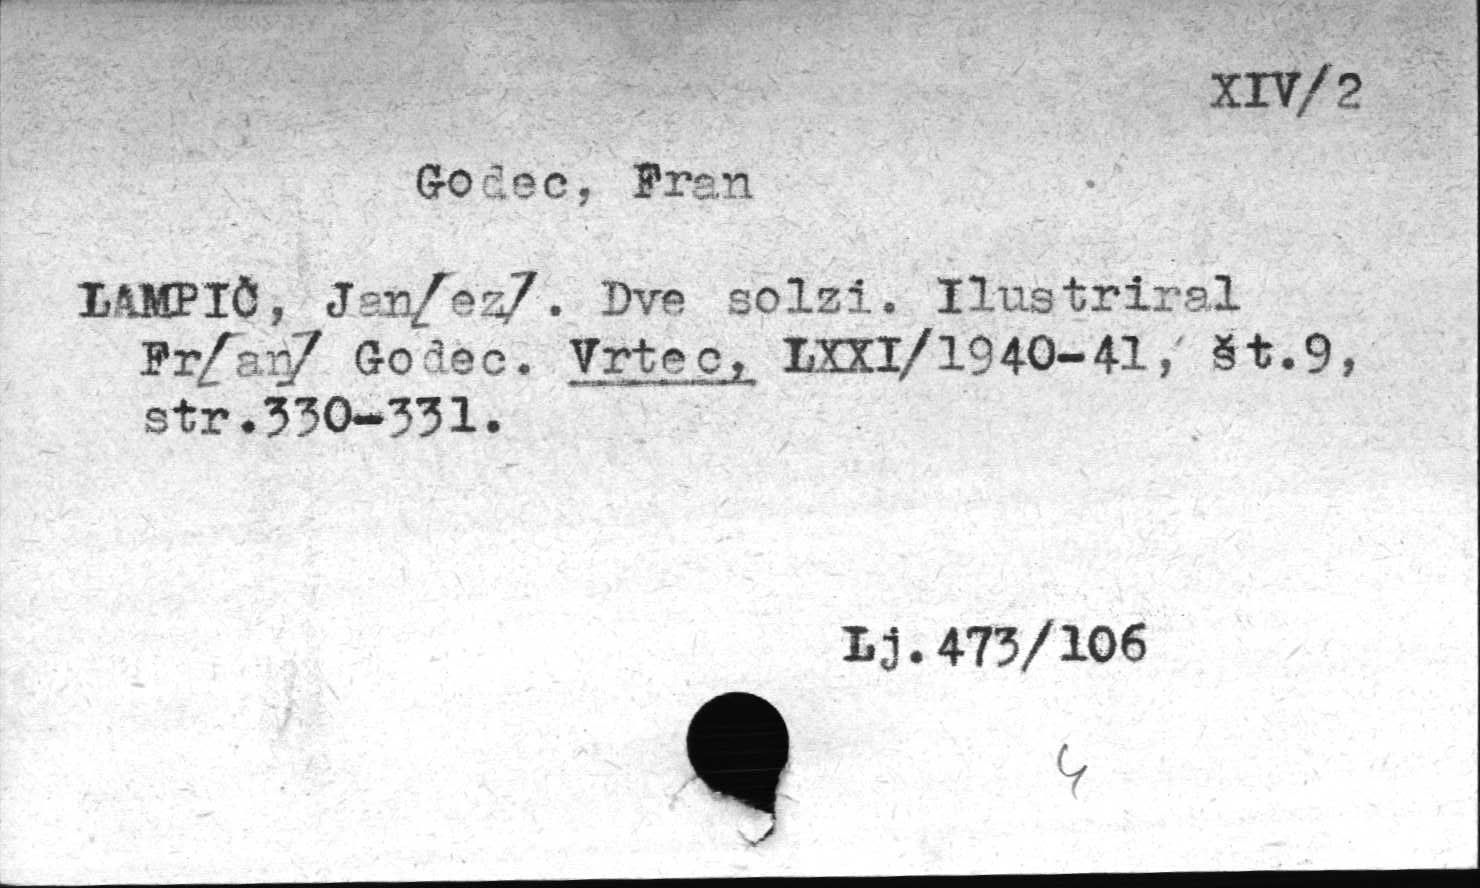 XIV/2
Godec, Fran
LAMPIČ, Jan[ez]. Dve solzi. Ilustriral
Fr[an] Godec. Vrtec, LXXI/1940-41, št.9,
str.330-331.
Lj.473/106
4